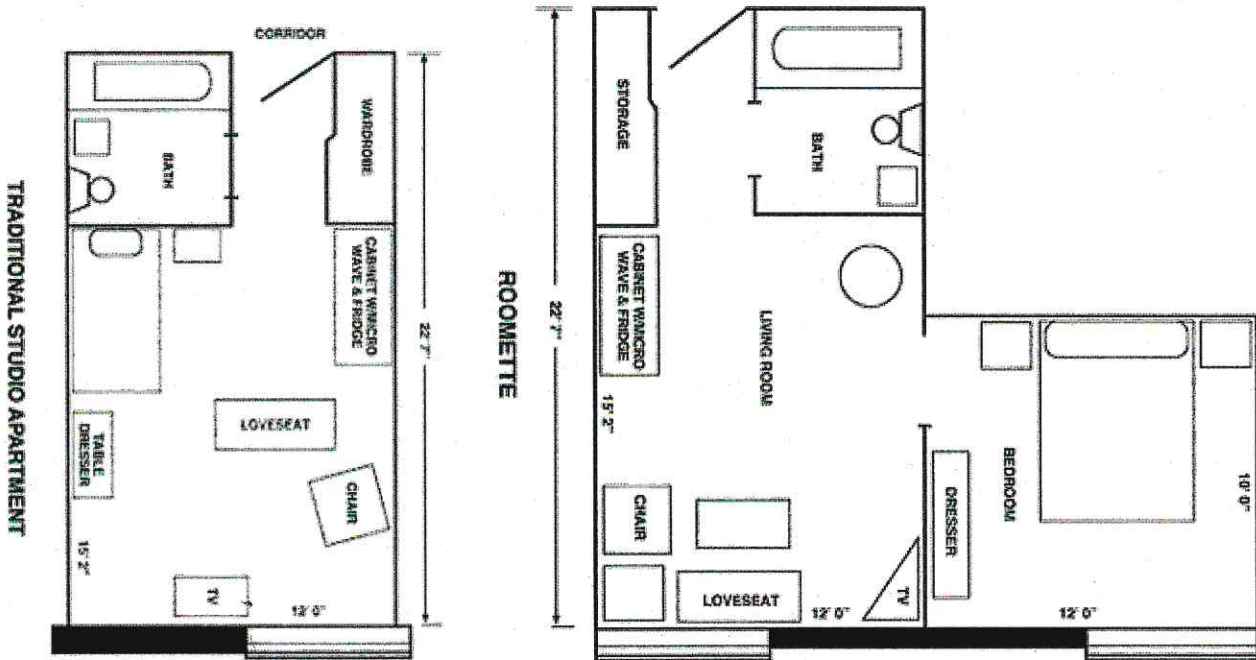 CORRIDOR
WARDROBE
BATH
CABINET W/MICRO-
WAVE & FRIDGE
22' 7"
LOVESEAT
CHAIR
TABLE
DRESSER
15' 2"
TV
12' 0"
TRADITIONAL STUDIO APARTMENT
STORAGE
BATH
CABINET W/MICRO-
WAVE & FRIDGE
LIVING ROOM
22' 7"
15' 2"
CHAIR
LOVESEAT
TV
12' 0"
BEDROOM
DRESSER
10' 0"
12' 0"
ROOMETTE